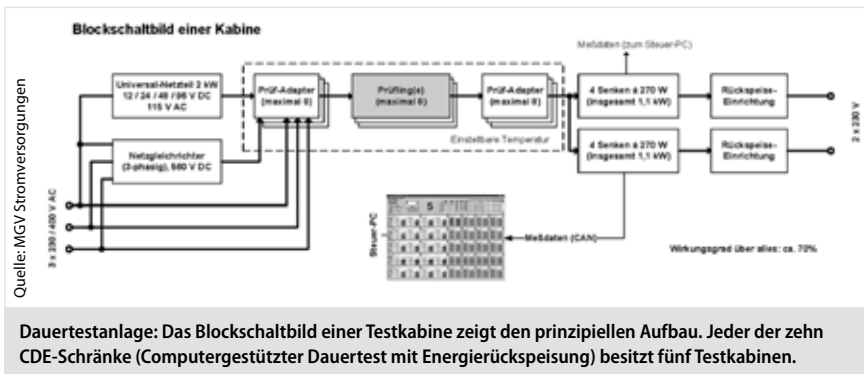 Blockschaltbild einer Kabine
Quelle: MGV Stromversorgungen
Universal-Netzteil 2 kW
12 / 24 / 48 / 96 V DC
115 V AC
Netzgleichrichter
(3-phasig), 560 V DC
3 x 230 / 400 V AC
Prüf-Adapter
(maximal 8)
Prüfling(e)
(maximal 8)
Prüf-Adapter
(maximal 8)
Einstellbare Temperatur
Meßdaten (zum Steuer-PC)
4 Senken á 270 W
(insgesamt 1,1 kW)
Rückspeise-
Einrichtung
4 Senken á 270 W
(insgesamt 1,1 kW)
Rückspeise-
Einrichtung
2 x 230 V
Steuer-PC
Meßdaten (CAN)
Wirkungsgrad über alles: ca. 70%
Dauertestanlage: Das Blockschaltbild einer Testkabine zeigt den prinzipiellen Aufbau. Jeder der zehn
CDE-Schränke (Computergestützter Dauertest mit Energierückspeisung) besitzt fünf Testkabinen.